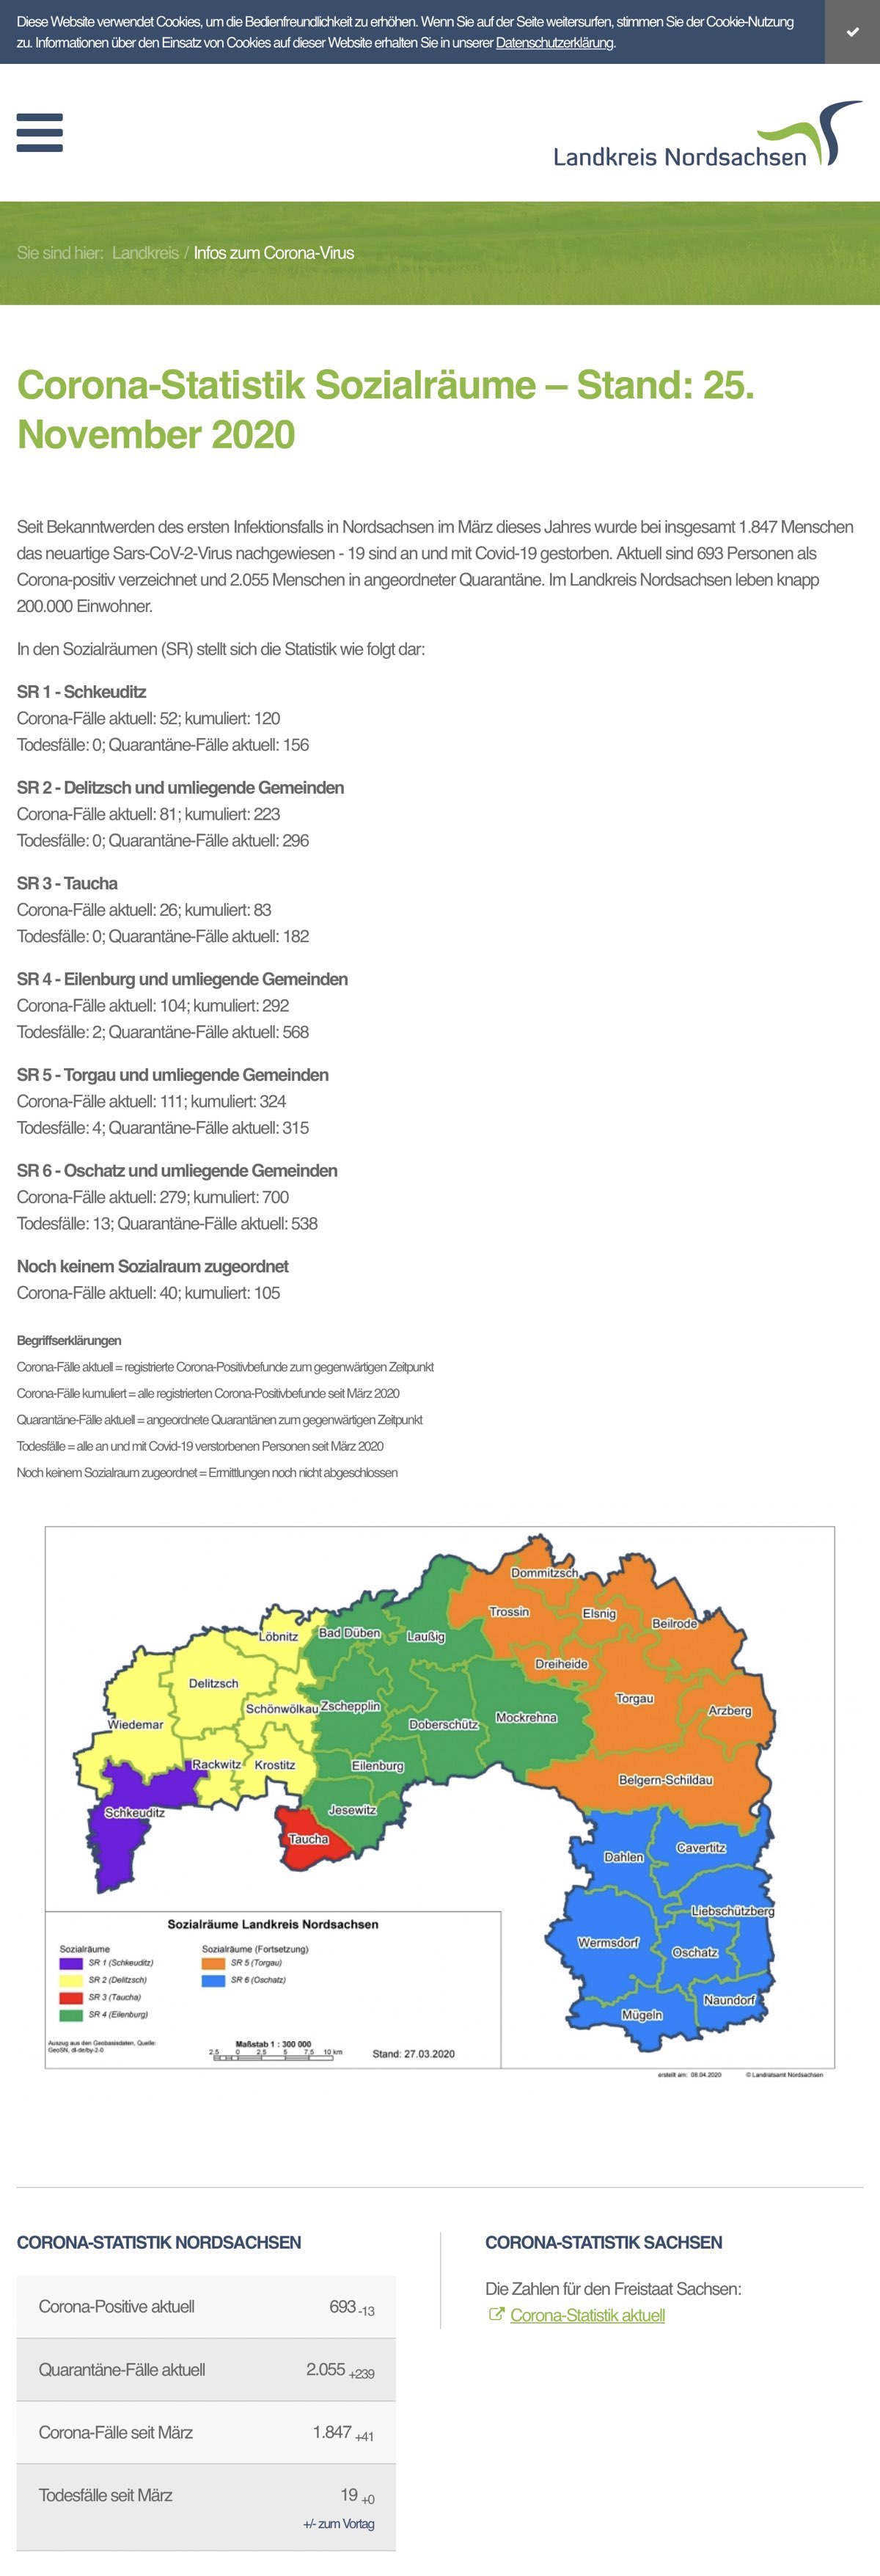 Diese Website verwendet Cookies, um die Bedienfreundlichkeit zu erhöhen. Wenn Sie auf der Seite weitersurfen, stimmen Sie der Cookie-Nutzung
zu. Informationen über den Einsatz von Cookies auf dieser Website erhalten Sie in unserer Datenschutzerklärung.
Landkreis Nordsachsen
Sie sind hier: Landkreis / Infos zum Corona-Virus
Corona-Statistik Sozialräume – Stand: 25.
November 2020
Seit Bekanntwerden des ersten Infektionsfalls in Nordsachsen im März dieses Jahres wurde bei insgesamt 1.847 Menschen
das neuartige Sars-CoV-2-Virus nachgewiesen - 19 sind an und mit Covid-19 gestorben. Aktuell sind 693 Personen als
Corona-positiv verzeichnet und 2.055 Menschen in angeordneter Quarantäne. Im Landkreis Nordsachsen leben knapp
200.000 Einwohner.
In den Sozialräumen (SR) stellt sich die Statistik wie folgt dar:
SR 1 - Schkeuditz
Corona-Fälle aktuell: 52; kumuliert: 120
Todesfälle: 0; Quarantäne-Fälle aktuell: 156
SR 2 - Delitzsch und umliegende Gemeinden
Corona-Fälle aktuell: 81; kumuliert: 223
Todesfälle: 0; Quarantäne-Fälle aktuell: 296
SR 3 - Taucha
Corona-Fälle aktuell: 26; kumuliert: 83
Todesfälle: 0; Quarantäne-Fälle aktuell: 182
SR 4 - Eilenburg und umliegende Gemeinden
Corona-Fälle aktuell: 104; kumuliert: 292
Todesfälle: 2; Quarantäne-Fälle aktuell: 568
SR 5 - Torgau und umliegende Gemeinden
Corona-Fälle aktuell: 111; kumuliert: 324
Todesfälle: 4; Quarantäne-Fälle aktuell: 315
SR 6 - Oschatz und umliegende Gemeinden
Corona-Fälle aktuell: 279; kumuliert: 700
Todesfälle: 13; Quarantäne-Fälle aktuell: 538
Noch keinem Sozialraum zugeordnet
Corona-Fälle aktuell: 40; kumuliert: 105
Begriffserklärungen
Corona-Fälle aktuell = registrierte Corona-Positivbefunde zum gegenwärtigen Zeitpunkt
Corona-Fälle kumuliert = alle registrierten Corona-Positivbefunde seit März 2020
Quarantäne-Fälle aktuell = angeordnete Quarantänen zum gegenwärtigen Zeitpunkt
Todesfälle = alle an und mit Covid-19 verstorbenen Personen seit März 2020
Noch keinem Sozialraum zugeordnet = Ermittlungen noch nicht abgeschlossen
Dommitzsch
Trossin
Elsnig
Beilrode
Löbnitz
Bad Düben
Laußig
Dreiheide
Delitzsch
Torgau
Schönwölkau
Zschepplin
Arzberg
Wiedemar
Doberschütz
Mockrehna
Rackwitz
Krostitz
Eilenburg
Belgern-Schildau
Schkeuditz
Jesewitz
Taucha
Cavertitz
Dahlen
Liebschützberg
Wermsdorf
Oschatz
Naundorf
Mügeln
Sozialräume Landkreis Nordsachsen
Sozialräume
SR 1 (Schkeuditz)
SR 2 (Delitzsch)
SR 3 (Taucha)
SR 4 (Eilenburg)
Sozialräume (Fortsetzung)
SR 5 (Torgau)
SR 6 (Oschatz)
Auszug aus den Geobasisdaten, Quelle:
GeoSN, dl-de/by-2-0
Maßstab 1 : 300 000
2,5 0 2,5 5 7,5 10 km
Stand: 27.03.2020
erstellt am: 08.04.2020 © Landratsamt Nordsachsen
CORONA-STATISTIK NORDSACHSEN
Corona-Positive aktuell 693 -13
Quarantäne-Fälle aktuell 2.055 +239
Corona-Fälle seit März 1.847 +41
Todesfälle seit März 19 +0
+/- zum Vortag
CORONA-STATISTIK SACHSEN
Die Zahlen für den Freistaat Sachsen:
Corona-Statistik aktuell